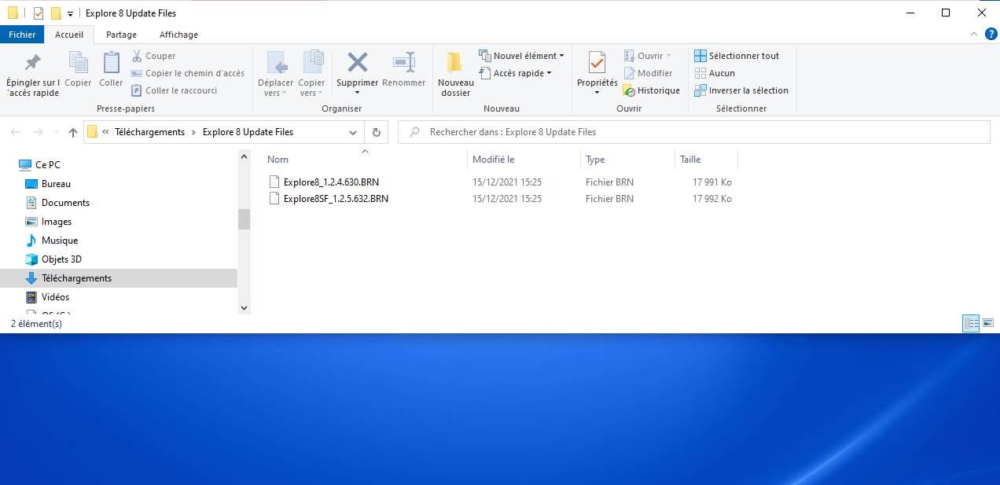 Explore 8 Update Files
Fichier Accueil Partage Affichage
Épingler sur l'accès rapide
Copier
Coller
Couper
Copier le chemin d'accès
Coller le raccourci
Presse-papiers
Déplacer vers
Copier vers
Supprimer
Renommer
Organiser
Nouveau dossier
Nouvel élément
Accès rapide
Nouveau
Propriétés
Ouvrir
Modifier
Historique
Ouvrir
Sélectionner tout
Aucun
Inverser la sélection
Sélectionner
« Téléchargements > Explore 8 Update Files
Rechercher dans : Explore 8 Update Files
Ce PC
Bureau
Documents
Images
Musique
Objets 3D
Téléchargements
Vidéos
Nom Modifié le Type Taille
Explore8_1.2.4.630.BRN 15/12/2021 15:25 Fichier BRN 17 991 Ko
Explore8SF_1.2.5.632.BRN 15/12/2021 15:25 Fichier BRN 17 992 Ko
2 élément(s)